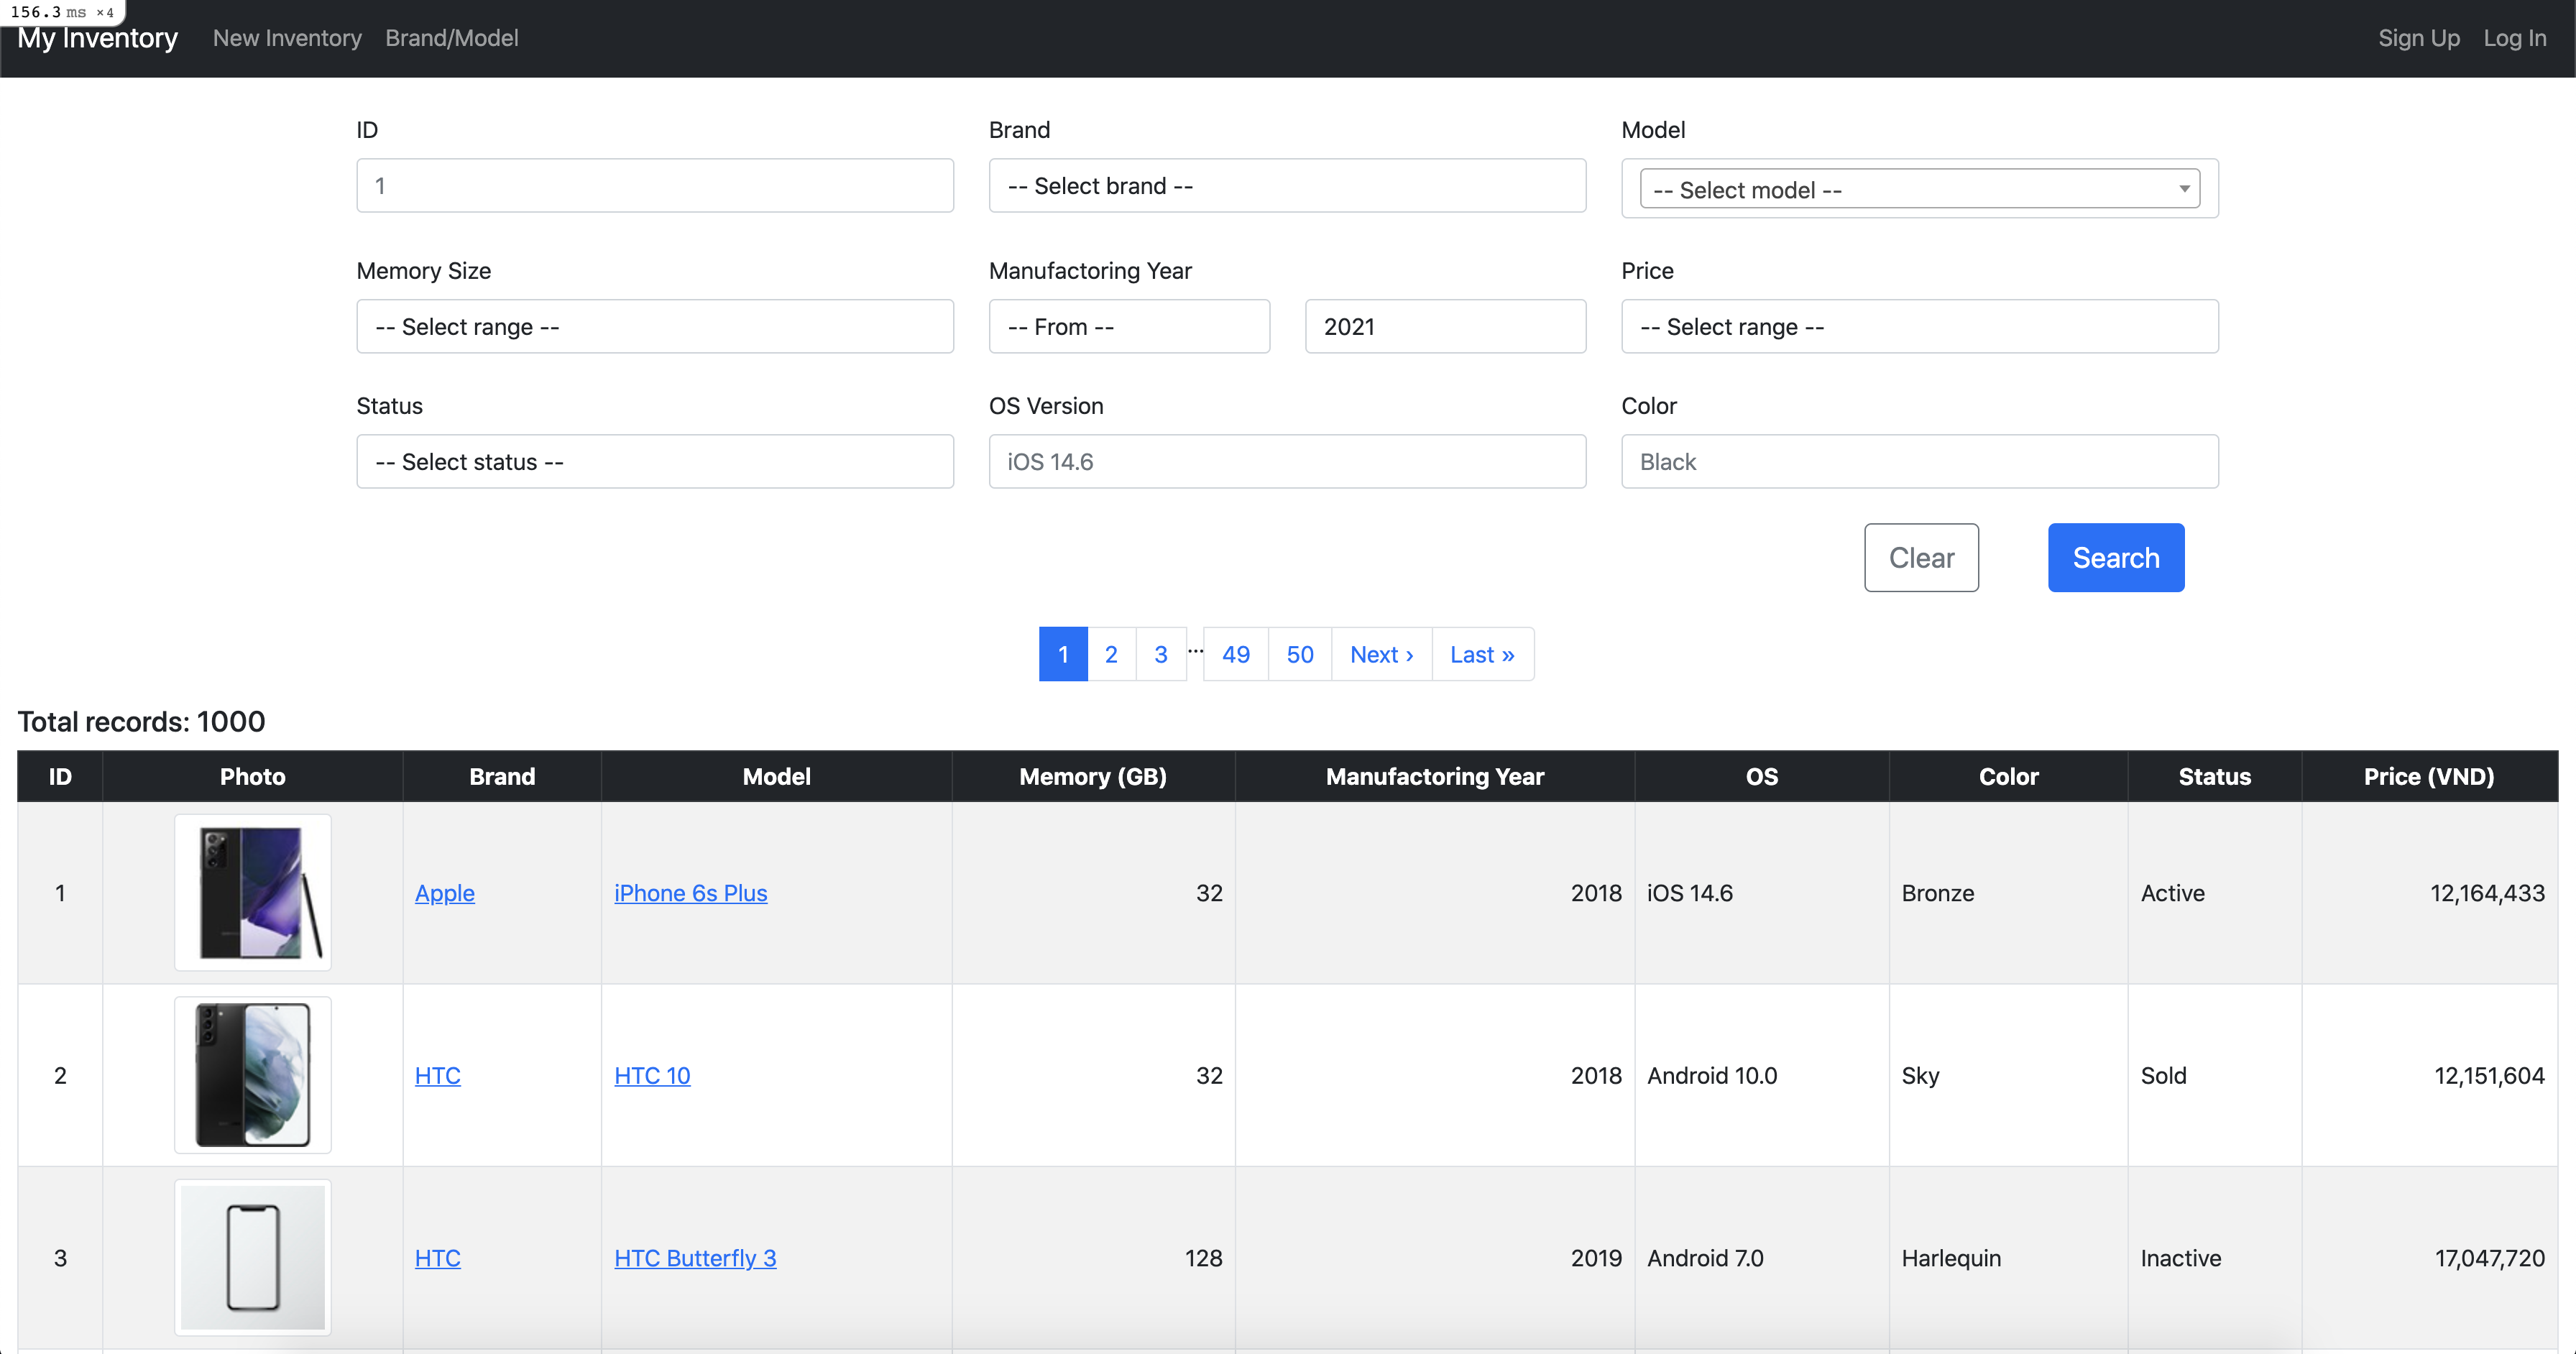 156.3 ms ×4
My Inventory New Inventory Brand/Model Sign Up Log In
ID Brand Model
1 -- Select brand -- -- Select model --
Memory Size Manufactoring Year Price
-- Select range -- -- From -- 2021 -- Select range --
Status OS Version Color
-- Select status -- iOS 14.6 Black
Clear Search
1 2 3 ... 49 50 Next › Last »
Total records: 1000
ID Photo Brand Model Memory (GB) Manufactoring Year OS Color Status Price (VND)
1 Apple iPhone 6s Plus 32 2018 iOS 14.6 Bronze Active 12,164,433
2 HTC HTC 10 32 2018 Android 10.0 Sky Sold 12,151,604
3 HTC HTC Butterfly 3 128 2019 Android 7.0 Harlequin Inactive 17,047,720